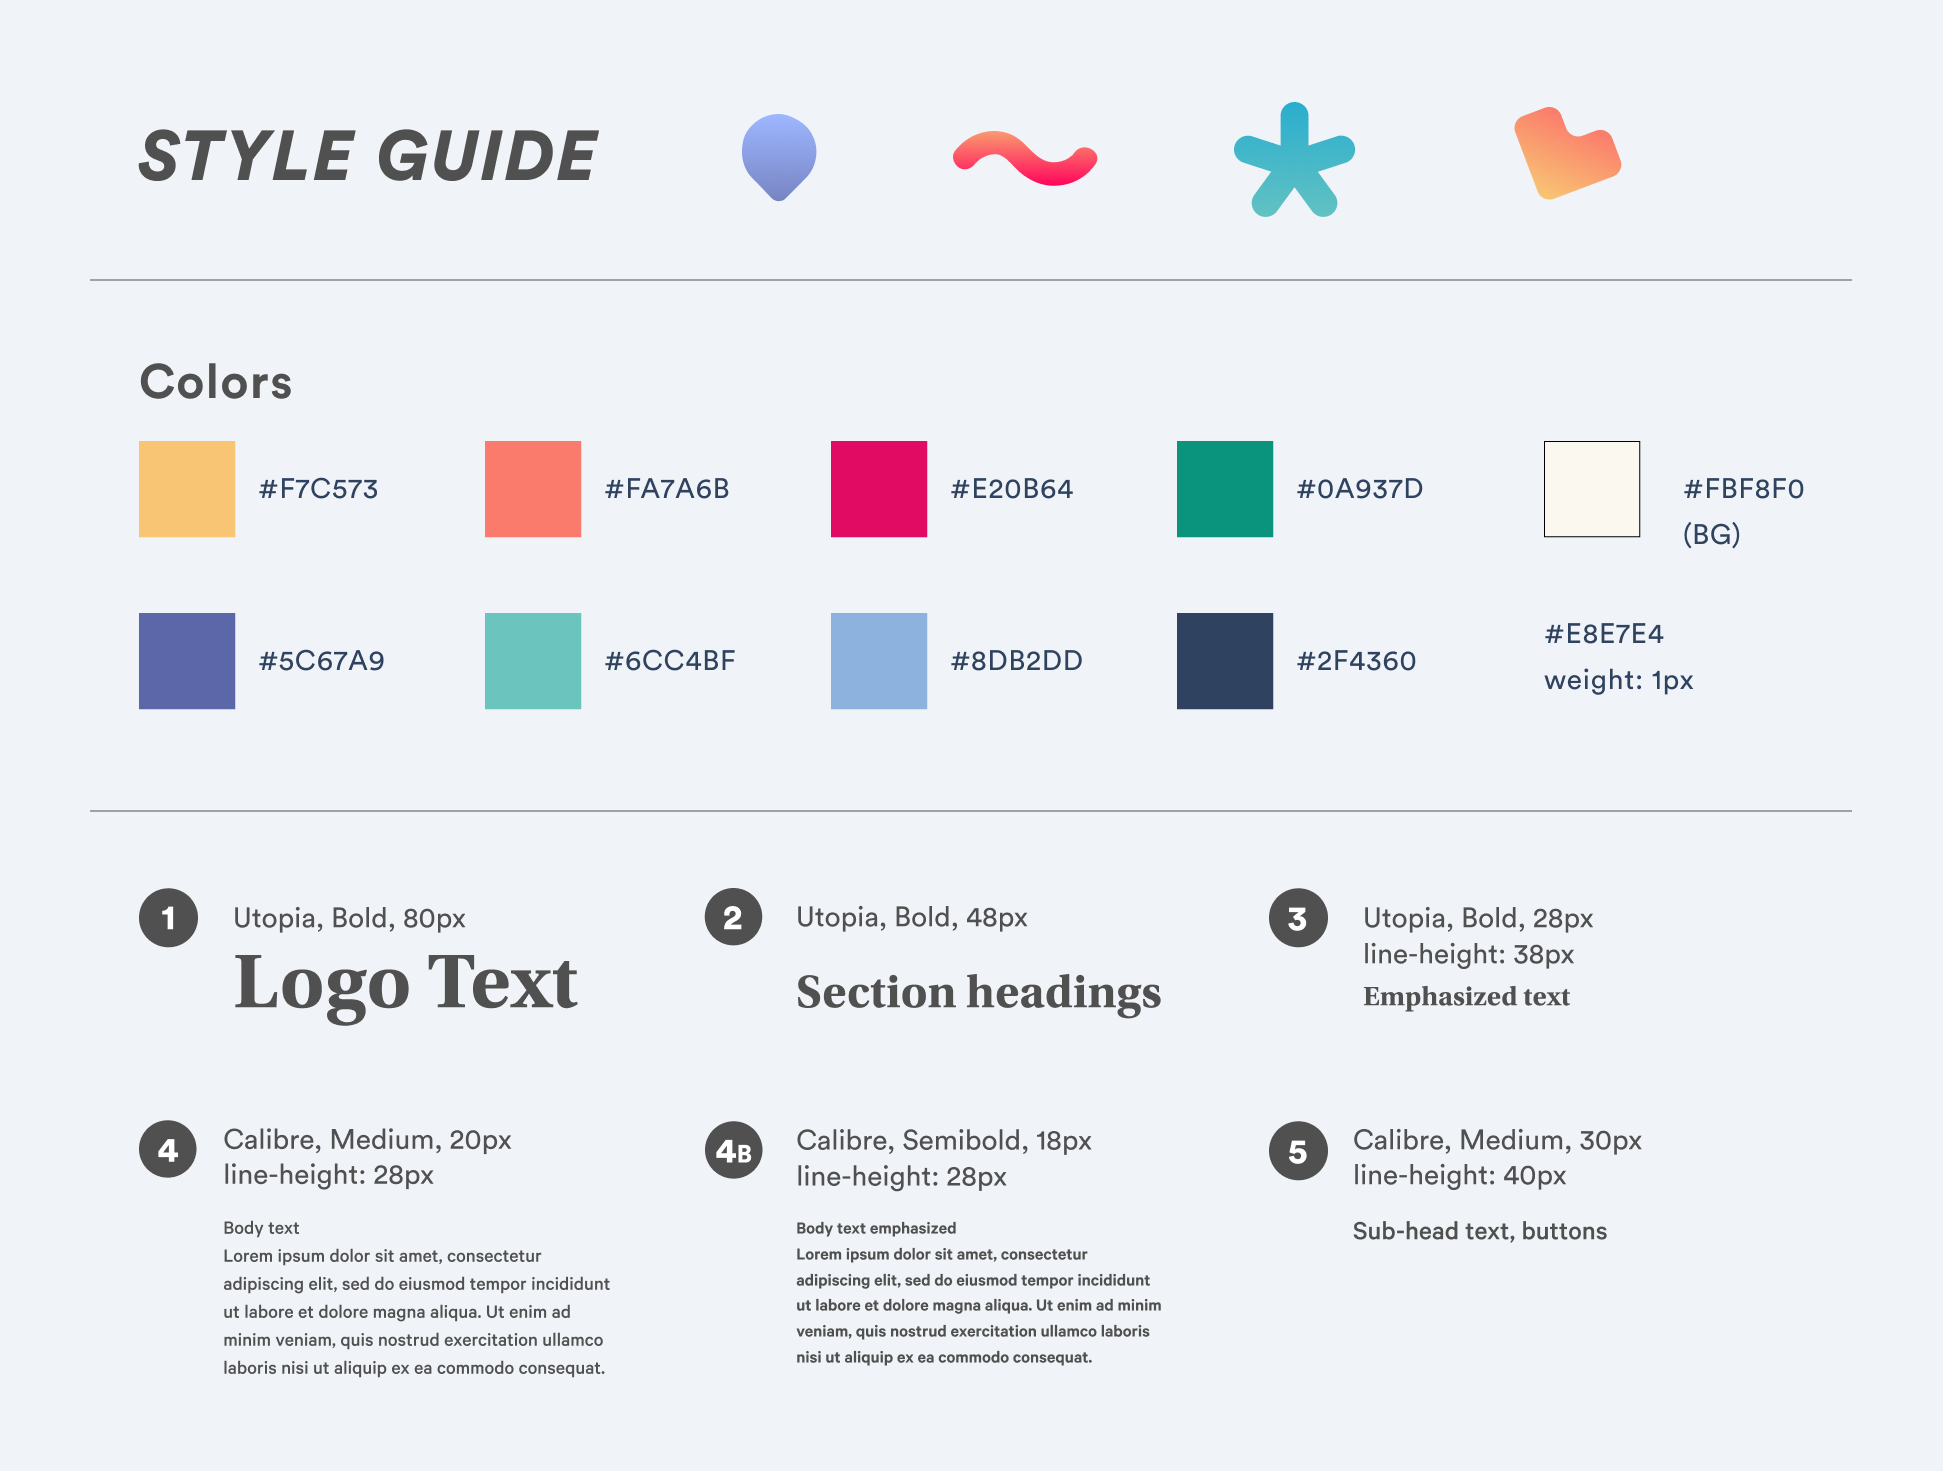 STYLE GUIDE
Colors
#F7C573
#FA7A6B
#E20B64
#0A937D
#FBF8F0
(BG)
#5C67A9
#6CC4BF
#8DB2DD
#2F4360
#E8E7E4
weight: 1px
1
Utopia, Bold, 80px
Logo Text
2
Utopia, Bold, 48px
Section headings
3
Utopia, Bold, 28px
line-height: 38px
Emphasized text
4
Calibre, Medium, 20px
line-height: 28px
Body text
Lorem ipsum dolor sit amet, consectetur
adipiscing elit, sed do eiusmod tempor incididunt
ut labore et dolore magna aliqua. Ut enim ad
minim veniam, quis nostrud exercitation ullamco
laboris nisi ut aliquip ex ea commodo consequat.
4B
Calibre, Semibold, 18px
line-height: 28px
Body text emphasized
Lorem ipsum dolor sit amet, consectetur
adipiscing elit, sed do eiusmod tempor incididunt
ut labore et dolore magna aliqua. Ut enim ad minim
veniam, quis nostrud exercitation ullamco laboris
nisi ut aliquip ex ea commodo consequat.
5
Calibre, Medium, 30px
line-height: 40px
Sub-head text, buttons